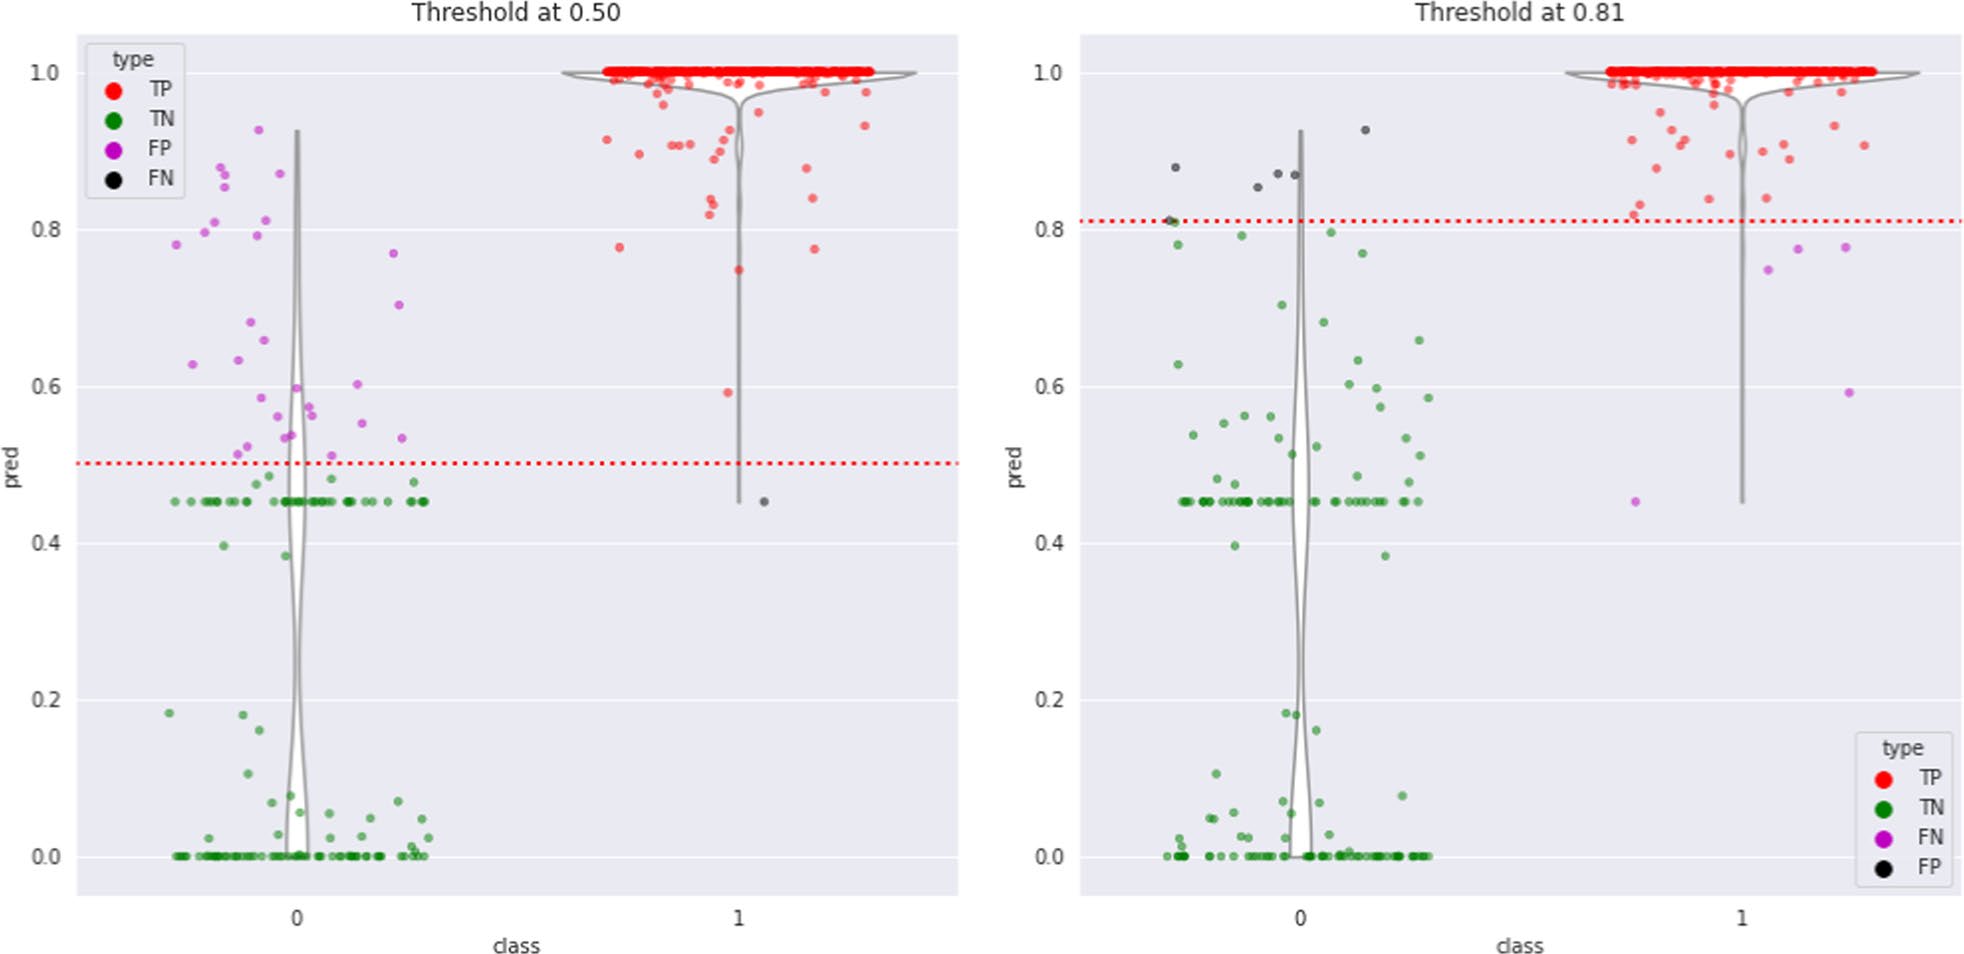 Threshold at 0.50
type
TP
TN
FP
FN
1.0
0.8
0.6
0.4
0.2
0.0
pred
0 1
class
Threshold at 0.81
1.0
0.8
0.6
0.4
0.2
0.0
pred
type
TP
TN
FN
FP
0 1
class